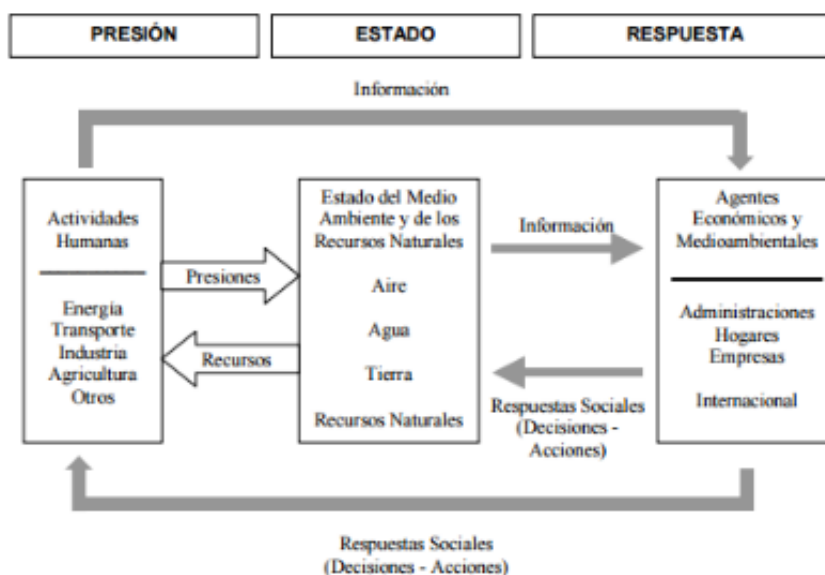 PRESIÓN
ESTADO
RESPUESTA
Información
Actividades
Humanas
Energía
Transporte
Industria
Agricultura
Otros
Presiones
Recursos
Estado del Medio
Ambiente y de los
Recursos Naturales
Aire
Agua
Tierra
Recursos Naturales
Información
Respuestas Sociales
(Decisiones -
Acciones)
Agentes
Económicos y
Medioambientales
Administraciones
Hogares
Empresas
Internacional
Respuestas Sociales
(Decisiones - Acciones)